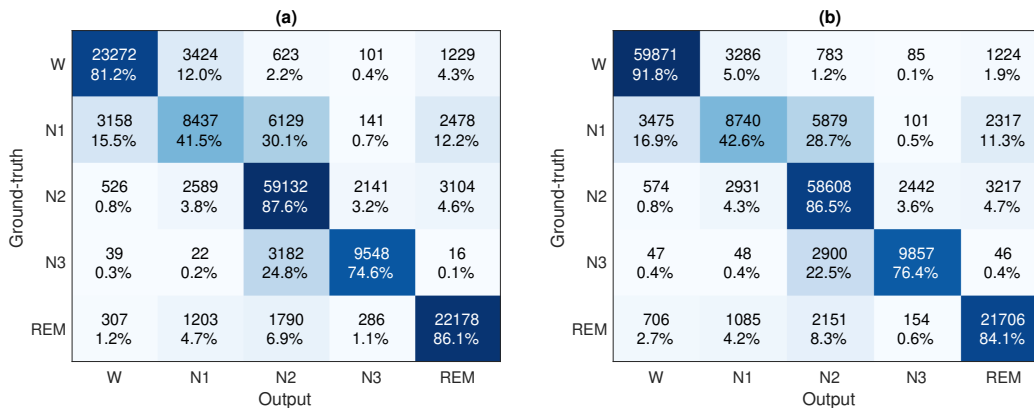 (a)
Ground-truth
W 23272 3424 623 101 1229
81.2% 12.0% 2.2% 0.4% 4.3%
N1 3158 8437 6129 141 2478
15.5% 41.5% 30.1% 0.7% 12.2%
N2 526 2589 59132 2141 3104
0.8% 3.8% 87.6% 3.2% 4.6%
N3 39 22 3182 9548 16
0.3% 0.2% 24.8% 74.6% 0.1%
REM 307 1203 1790 286 22178
1.2% 4.7% 6.9% 1.1% 86.1%
W N1 N2 N3 REM
Output
(b)
Ground-truth
W 59871 3286 783 85 1224
91.8% 5.0% 1.2% 0.1% 1.9%
N1 3475 8740 5879 101 2317
16.9% 42.6% 28.7% 0.5% 11.3%
N2 574 2931 58608 2442 3217
0.8% 4.3% 86.5% 3.6% 4.7%
N3 47 48 2900 9857 46
0.4% 0.4% 22.5% 76.4% 0.4%
REM 706 1085 2151 154 21706
2.7% 4.2% 8.3% 0.6% 84.1%
W N1 N2 N3 REM
Output